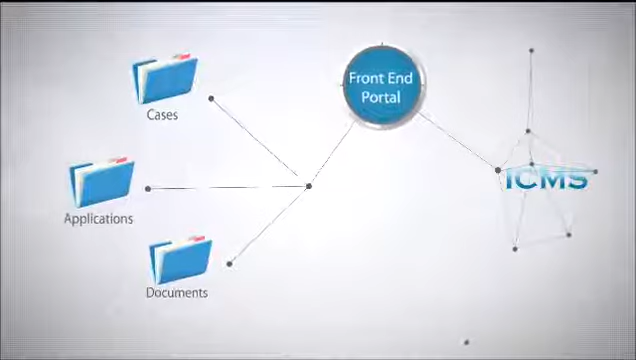 Front End
Portal
Cases
ICMS
Applications
Documents